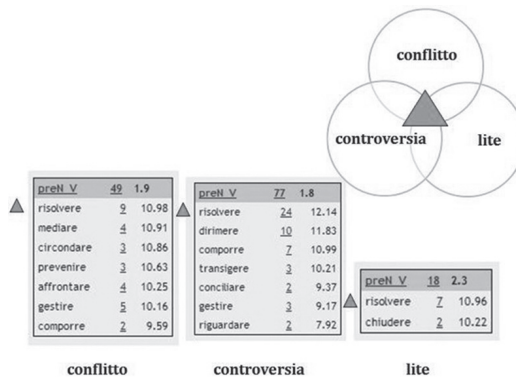 conflitto
controversia
lite
preN_V 49 1.9
risolvere 9 10.98
mediare 4 10.91
circondare 3 10.86
prevenire 3 10.63
affrontare 4 10.25
gestire 5 10.16
comporre 2 9.59
conflitto
preN_V 77 1.8
risolvere 24 12.14
dirimere 10 11.83
comporre 7 10.99
transigere 3 10.21
conciliare 2 9.37
gestire 3 9.17
riguardare 2 7.92
controversia
preN_V 18 2.3
risolvere 7 10.96
chiudere 2 10.22
lite